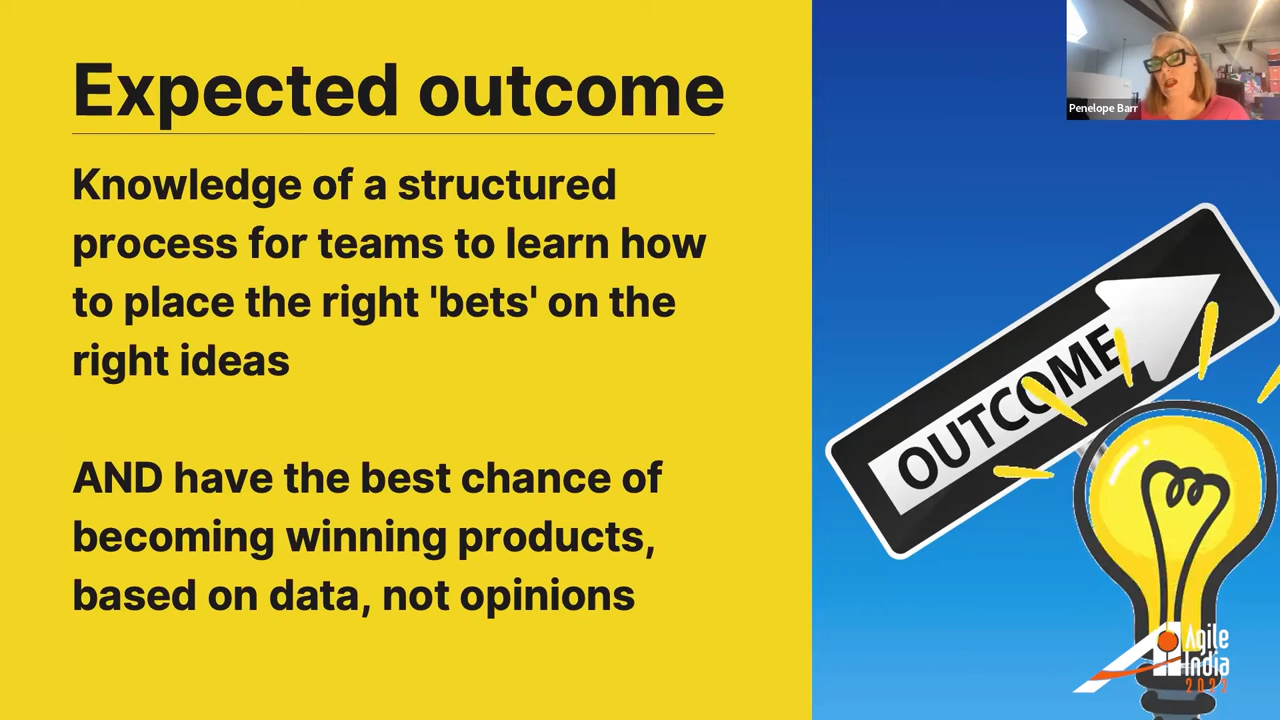 Expected outcome
Knowledge of a structured
process for teams to learn how
to place the right 'bets' on the
right ideas
AND have the best chance of
becoming winning products,
based on data, not opinions
Penelope Barr
OUTCOME
Agile
India
2022